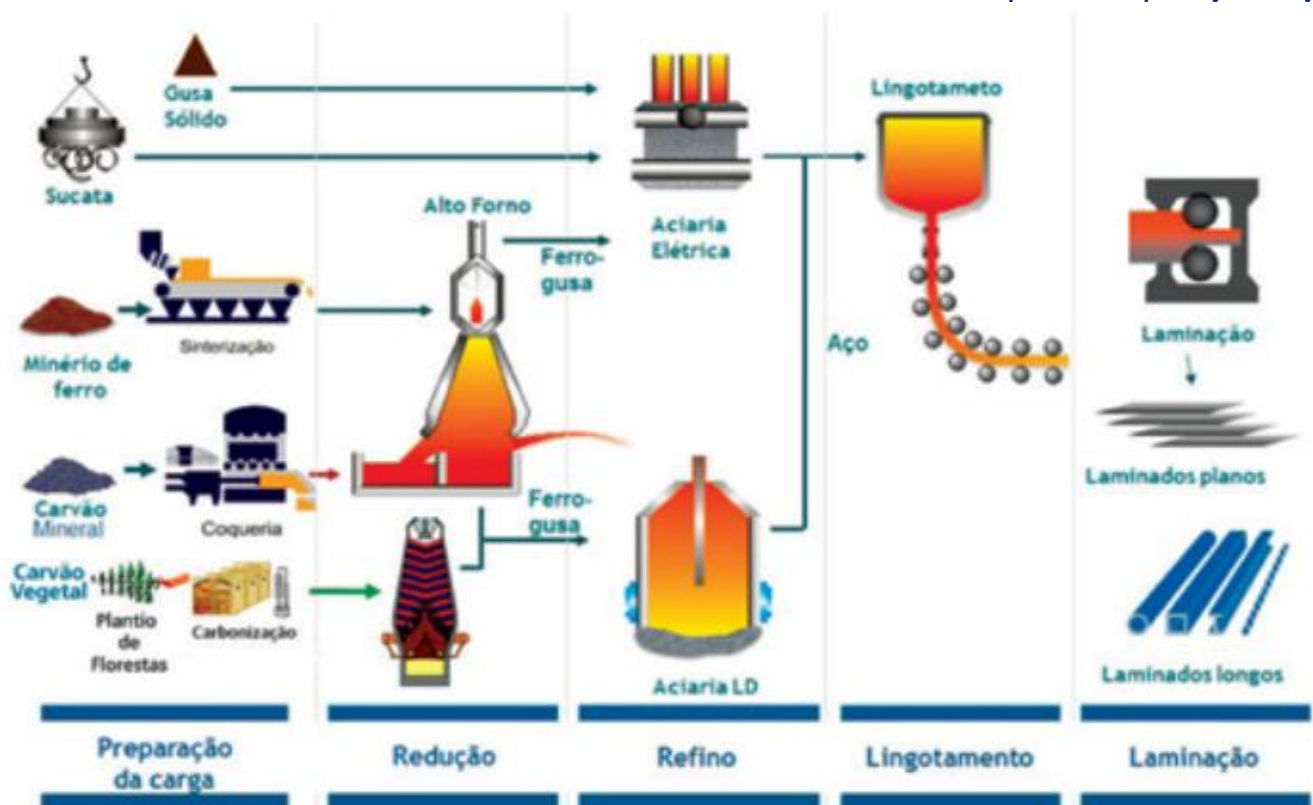 Gusa
Sólido
Sucata
Alto Forno
Ferro-
gusa
Aciaria
Elétrica
Lingotameto
Minério de
ferro
Sinterização
Aço
Laminação
Laminados planos
Carvão
Mineral
Coqueria
Ferro-
gusa
Carvão
Vegetal
Plantio
de
Florestas
Carbonização
Aciaria LD
Laminados longos
Preparação
da carga
Redução
Refino
Lingotamento
Laminação